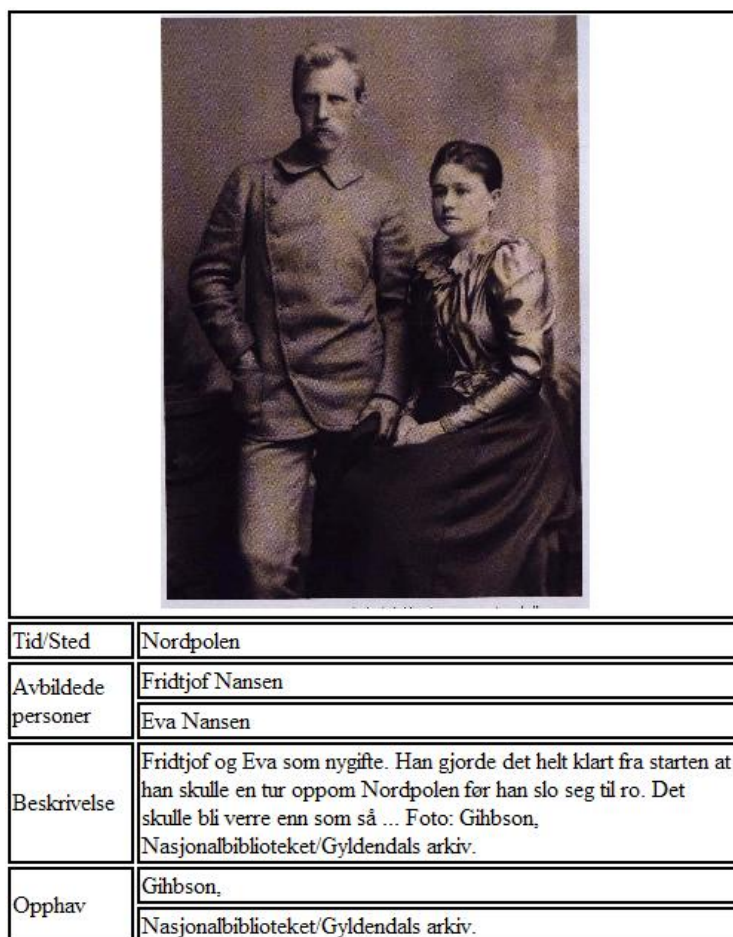 Tid/Sted
Nordpolen
Avbildede
personer
Fridtjof Nansen
Eva Nansen
Beskrivelse
Fridtjof og Eva som nygifte. Han gjorde det helt klart fra starten at
han skulle en tur oppom Nordpolen før han slo seg til ro. Det
skulle bli verre enn som så ... Foto: Gihbson,
Nasjonalbiblioteket/Gyldendals arkiv.
Opphav
Gihbson,
Nasjonalbiblioteket/Gyldendals arkiv.